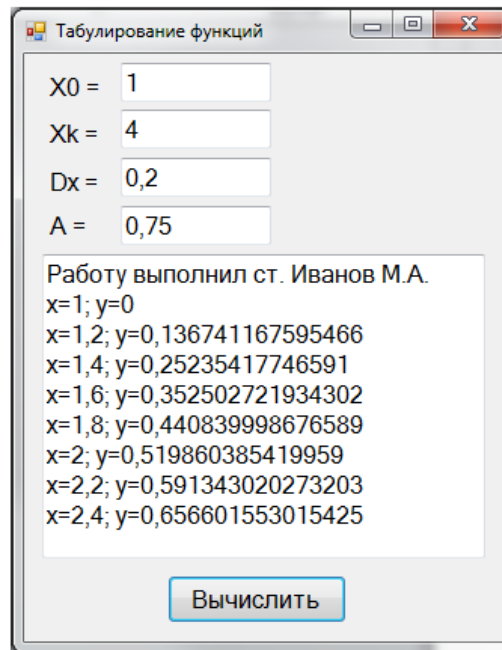 Табулирование функций
X0 = 1
Xk = 4
Dx = 0,2
A = 0,75
Работу выполнил ст. Иванов М.А.
x=1; y=0
x=1,2; y=0,136741167595466
x=1,4; y=0,25235417746591
x=1,6; y=0,352502721934302
x=1,8; y=0,440839998676589
x=2; y=0,519860385419959
x=2,2; y=0,591343020273203
x=2,4; y=0,656601553015425
Вычислить